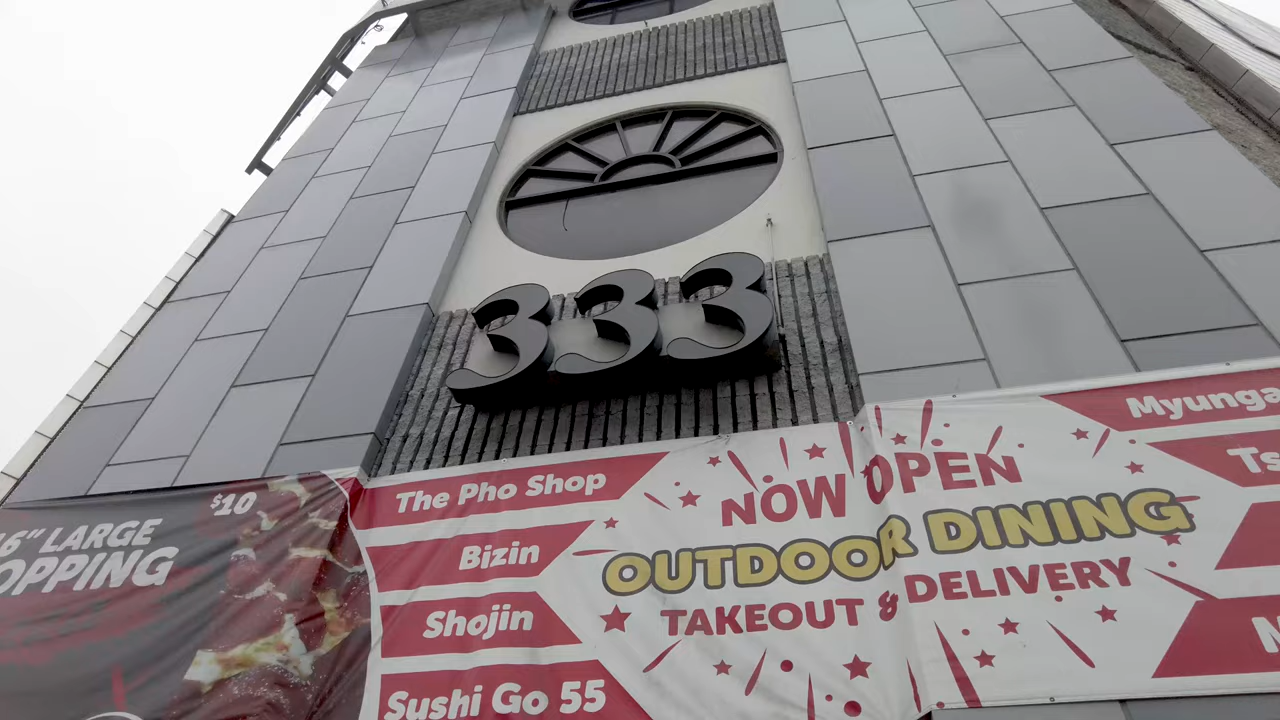 333
$10
6" LARGE
OPPING
The Pho Shop
Bizin
Shojin
Sushi Go 55
NOW OPEN
OUTDOOR DINING
TAKEOUT & DELIVERY
Myunga
Ts